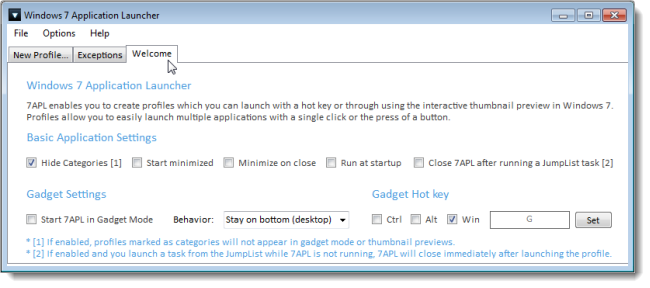 Windows 7 Application Launcher
File Options Help
New Profile... Exceptions Welcome
Windows 7 Application Launcher
7APL enables you to create profiles which you can launch with a hot key or through using the interactive thumbnail preview in Windows 7.
Profiles allow you to easily launch multiple applications with a single click or the press of a button.
Basic Application Settings
Hide Categories [1] Start minimized Minimize on close Run at startup Close 7APL after running a JumpList task [2]
Gadget Settings Gadget Hot key
Start 7APL in Gadget Mode Behavior: Stay on bottom (desktop) Ctrl Alt Win G Set
* [1] If enabled, profiles marked as categories will not appear in gadget mode or thumbnail previews.
* [2] If enabled and you launch a task from the JumpList while 7APL is not running, 7APL will close immediately after launching the profile.